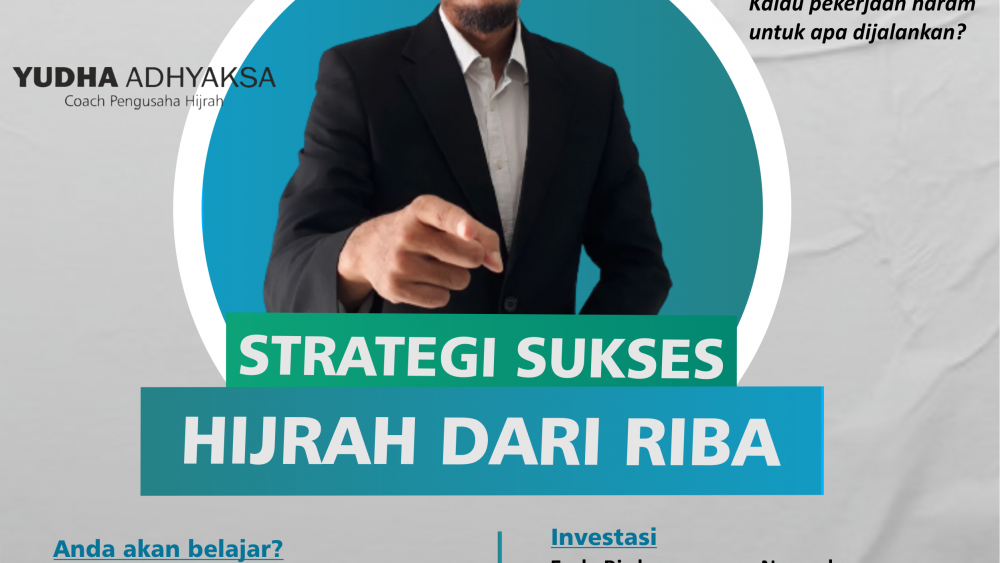 Kalau pekerjaan haram
untuk apa dijalankan?
YUDHA ADHYAKSA
Coach Pengusaha Hijrah
STRATEGI SUKSES
HIJRAH DARI RIBA
Anda akan belajar?
Investasi